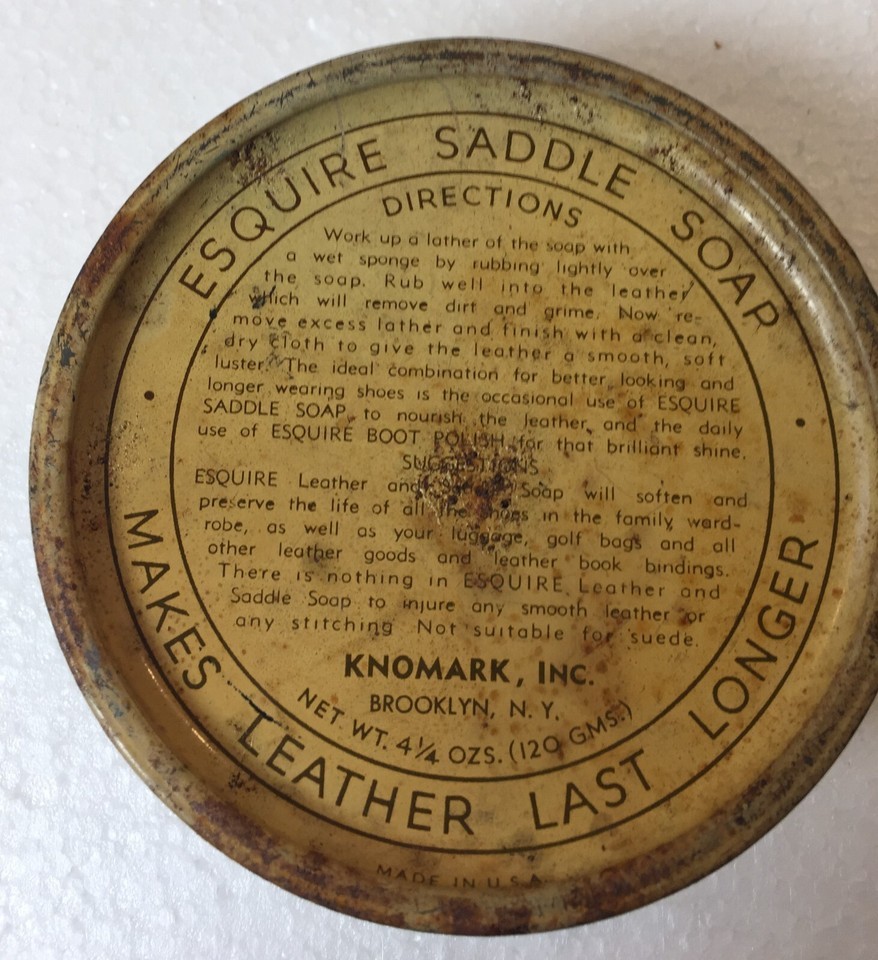 ESQUIRE SADDLE SOAP
DIRECTIONS
Work up a lather of the soap with
a wet sponge by rubbing lightly over
the soap. Rub well into the leather
which will remove dirt and grime. Now re-
move excess lather and finish with a clean,
dry cloth to give the leather a smooth, soft
luster. The ideal combination for better looking and
longer wearing shoes is the occasional use of ESQUIRE
SADDLE SOAP, to nourish the leather, and the daily
use of ESQUIRE BOOT POLISH for that brilliant shine.
SUGGESTIONS
ESQUIRE Leather and Soap will soften and
preserve the life of all the shoes in the family ward-
robe, as well as your luggage, golf bags and all
other leather goods and leather book bindings.
There is nothing in ESQUIRE Leather and
Saddle Soap to injure any smooth leather or
any stitching Not suitable for suede.
KNOMARK, INC.
BROOKLYN, N. Y.
NET WT. 4¼ OZS. (120 GMS.)
MAKES LEATHER LAST LONGER
MADE IN U.S.A.